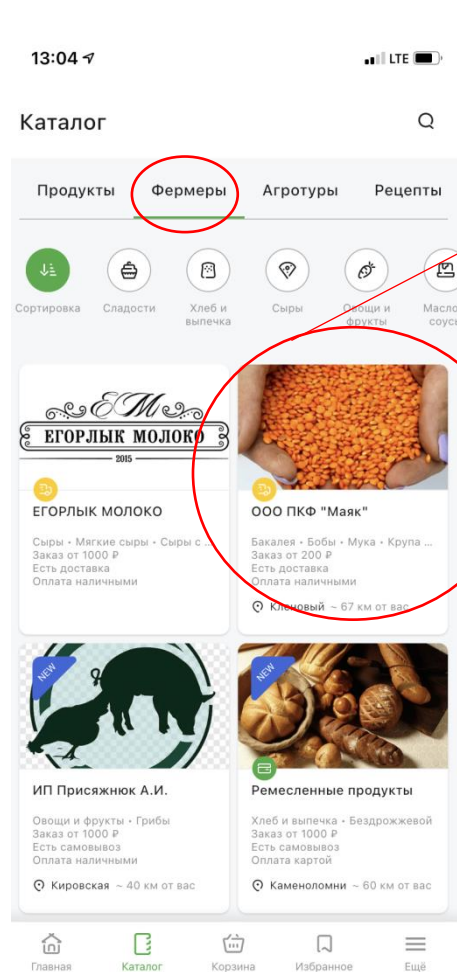 13:04
LTE
Каталог
Продукты Фермеры Агротуры Рецепты
Сортировка Сладости Хлеб и выпечка Сыры Овощи и фрукты Масло соусы
ЕМ
ЕГОРЛЫК МОЛОКО
2015
ЕГОРЛЫК МОЛОКО
Сыры • Мягкие сыры • Сыры с ...
Заказ от 1000 ₽
Есть доставка
Оплата наличными
ООО ПКФ "Маяк"
Бакалея • Бобы • Мука • Крупа ...
Заказ от 200 ₽
Есть доставка
Оплата наличными
Кленовый ~ 67 км от вас
NEW
ИП Присяжнюк А.И.
Овощи и фрукты • Грибы
Заказ от 1000 ₽
Есть самовывоз
Оплата наличными
Кировская ~ 40 км от вас
NEW
Ремесленные продукты
Хлеб и выпечка • Бездрожжевой
Заказ от 1000 ₽
Есть самовывоз
Оплата картой
Каменоломни ~ 60 км от вас
Главная Каталог Корзина Избранное Ещё